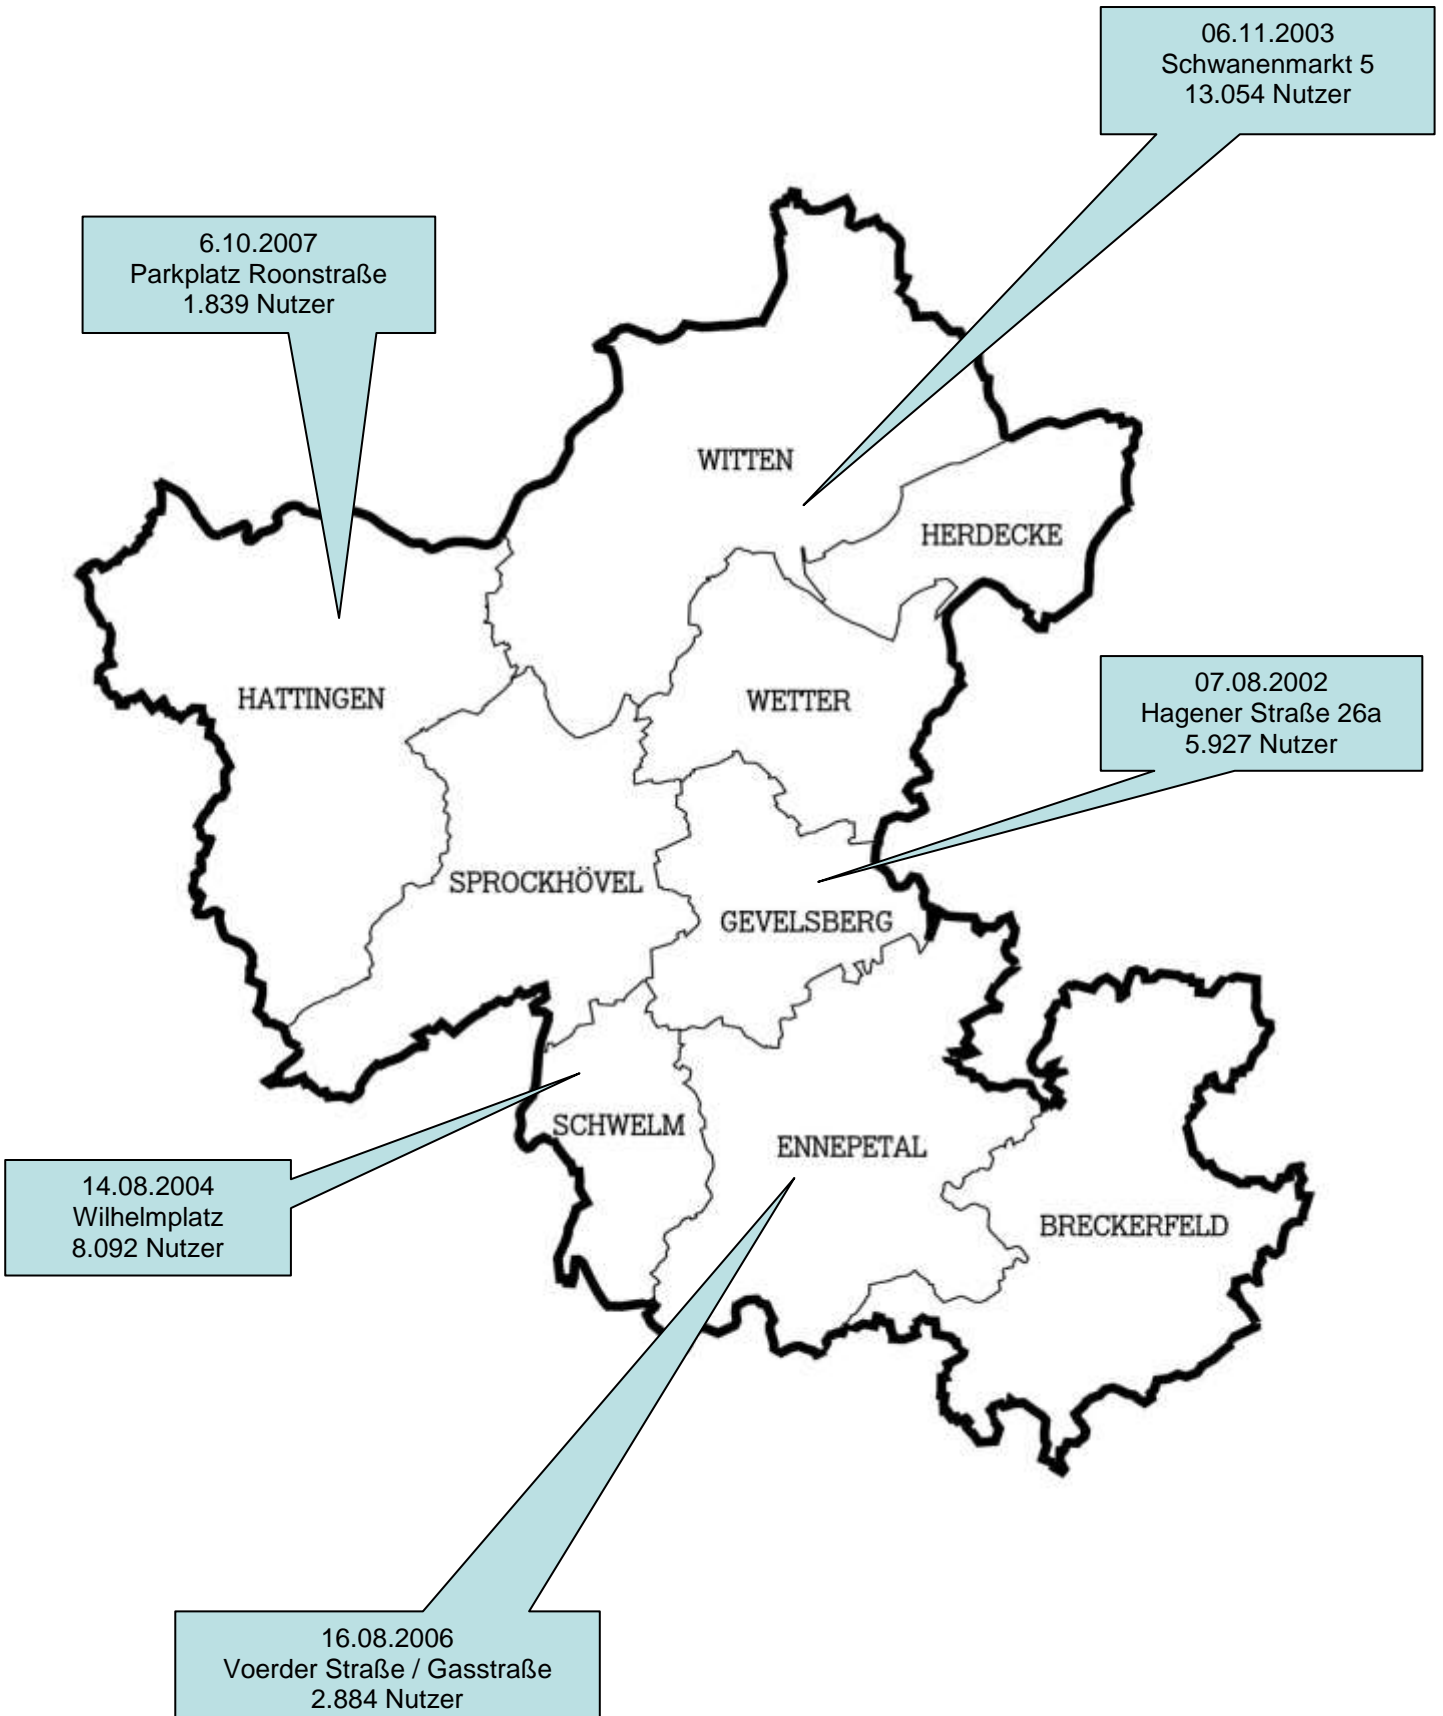 06.11.2003
Schwanenmarkt 5
13.054 Nutzer
6.10.2007
Parkplatz Roonstraße
1.839 Nutzer
WITTEN
HERDECKE
HATTINGEN
WETTER
07.08.2002
Hagener Straße 26a
5.927 Nutzer
SPROCKHÖVEL
GEVELSBERG
SCHWELM
ENNEPETAL
14.08.2004
Wilhelmplatz
8.092 Nutzer
BRECKERFELD
16.08.2006
Voerder Straße / Gasstraße
2.884 Nutzer